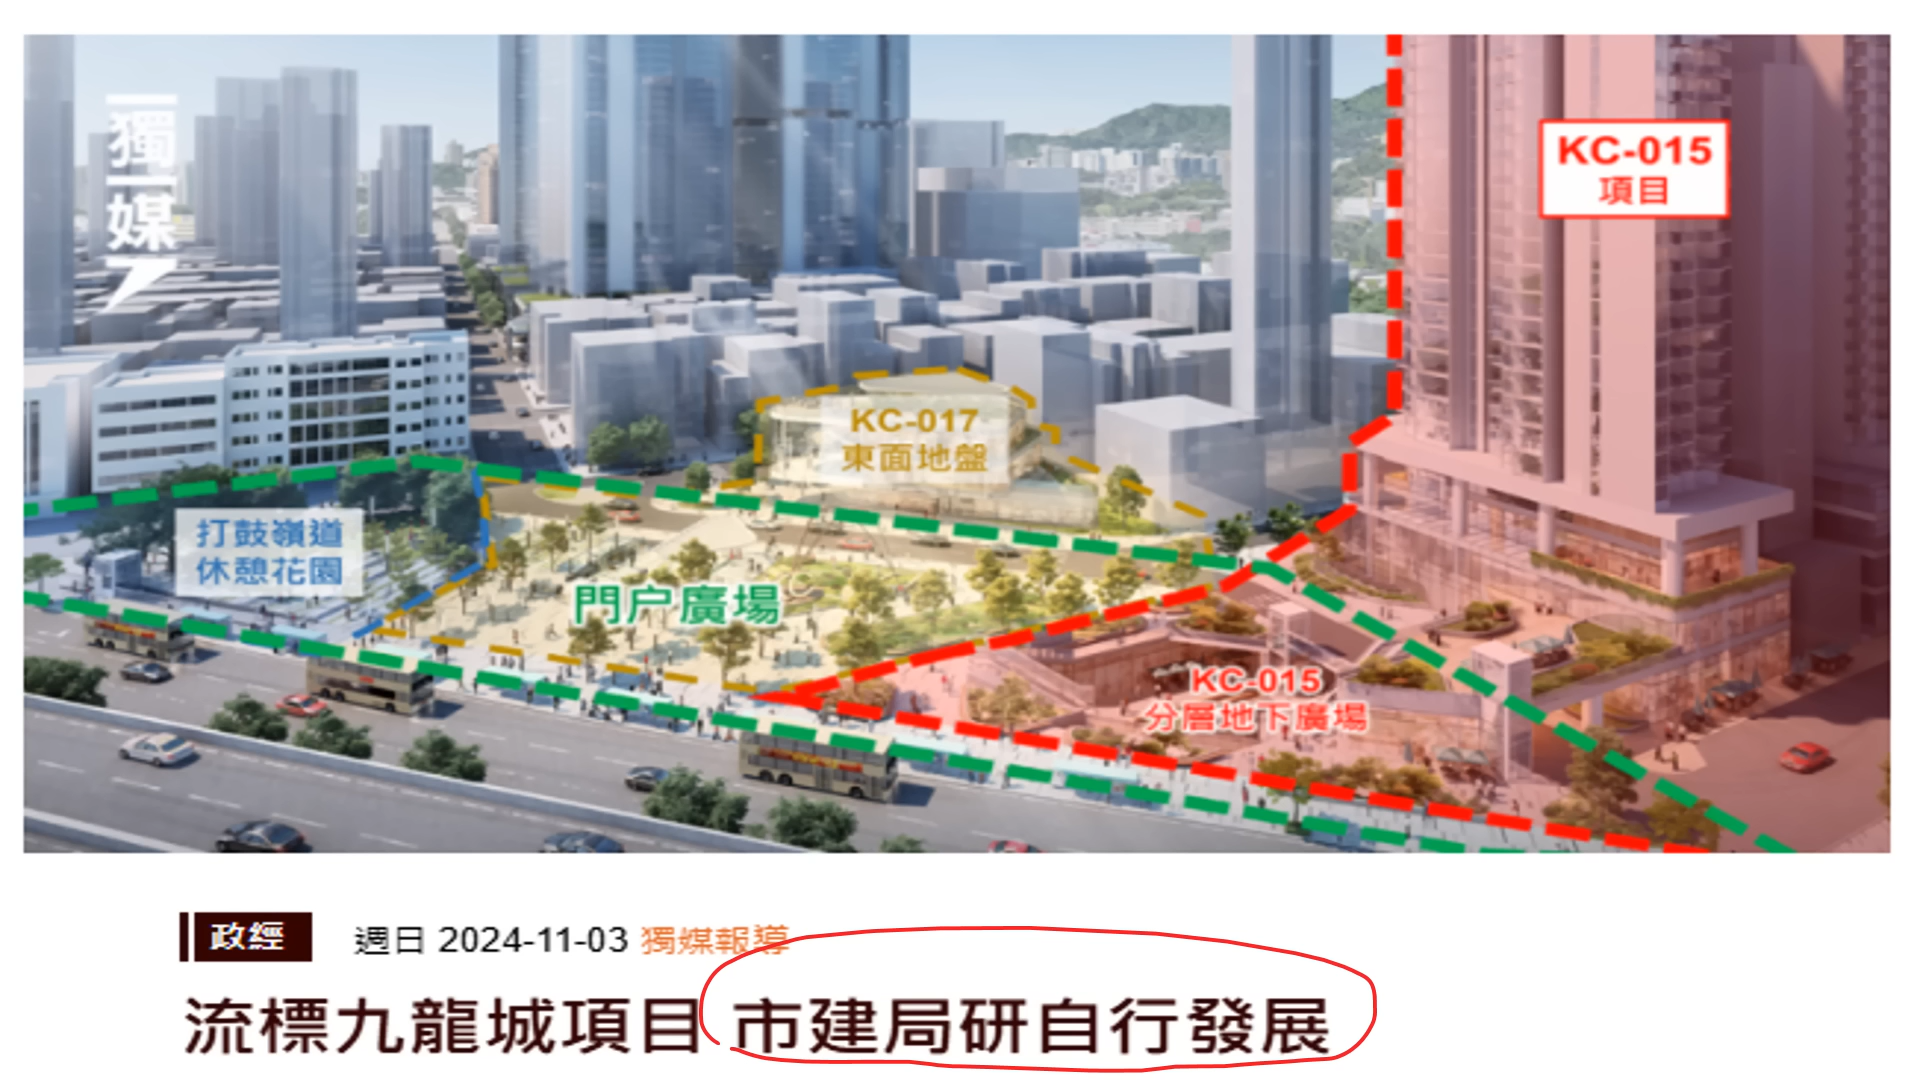 獨媒
KC-015
項目
KC-017
東面地盤
打鼓嶺道
休憩花園
門户廣場
KC-015
分層地下廣場
政經 週日 2024-11-03 獨媒報導
流標九龍城項目 市建局研自行發展